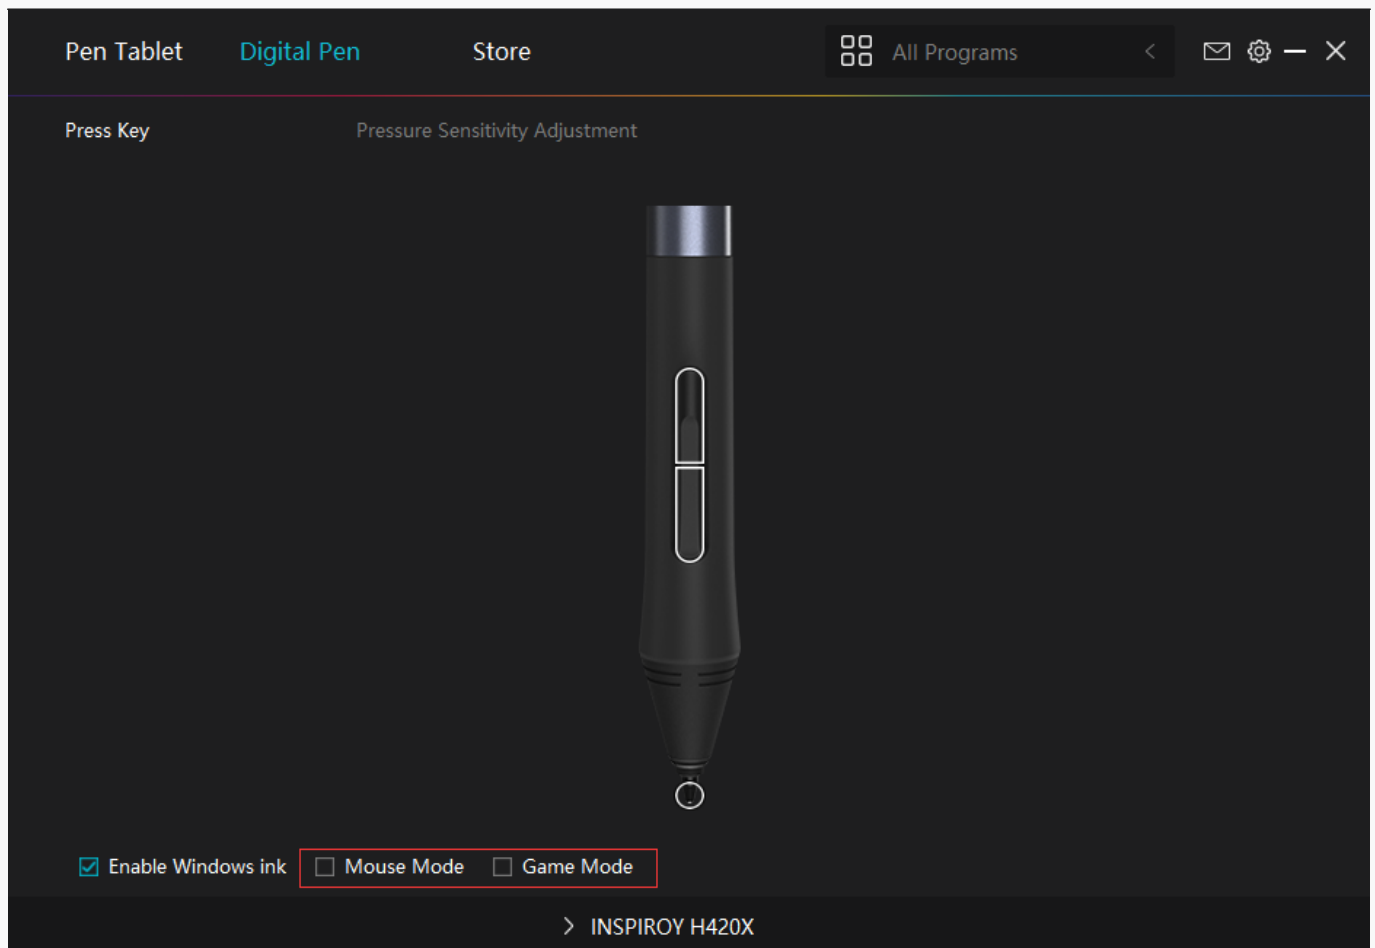 Pen Tablet Digital Pen Store All Programs
Press Key Pressure Sensitivity Adjustment
Enable Windows ink Mouse Mode Game Mode
INSPIROY H420X